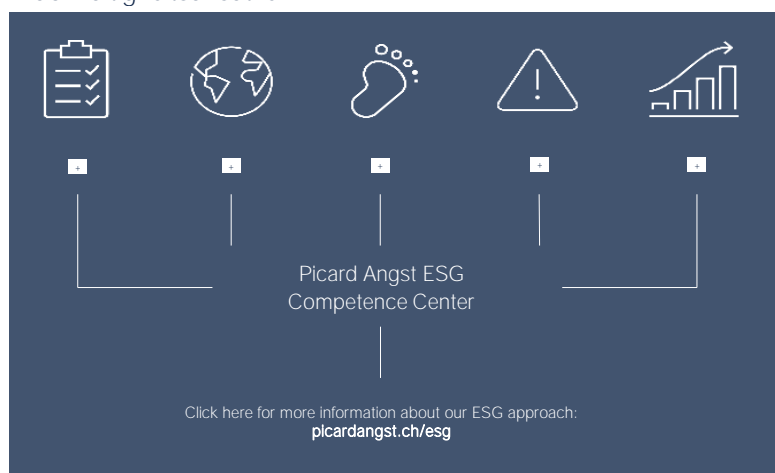 + + + + +
Picard Angst ESG
Competence Center
Click here for more information about our ESG approach:
picardangst.ch/esg